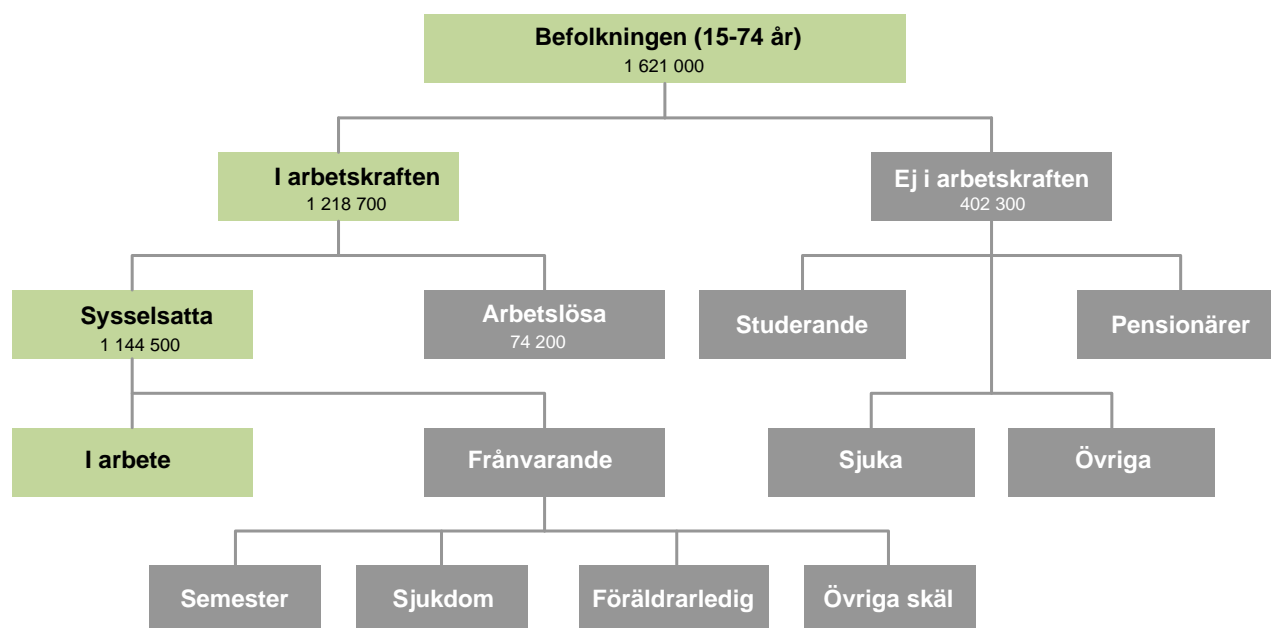 Befolkningen (15-74 år)
1 621 000
I arbetskraften
1 218 700
Ej i arbetskraften
402 300
Sysselsatta
1 144 500
Arbetslösa
74 200
Studerande
Pensionärer
I arbete
Frånvarande
Sjuka
Övriga
Semester
Sjukdom
Föräldrarledig
Övriga skäl